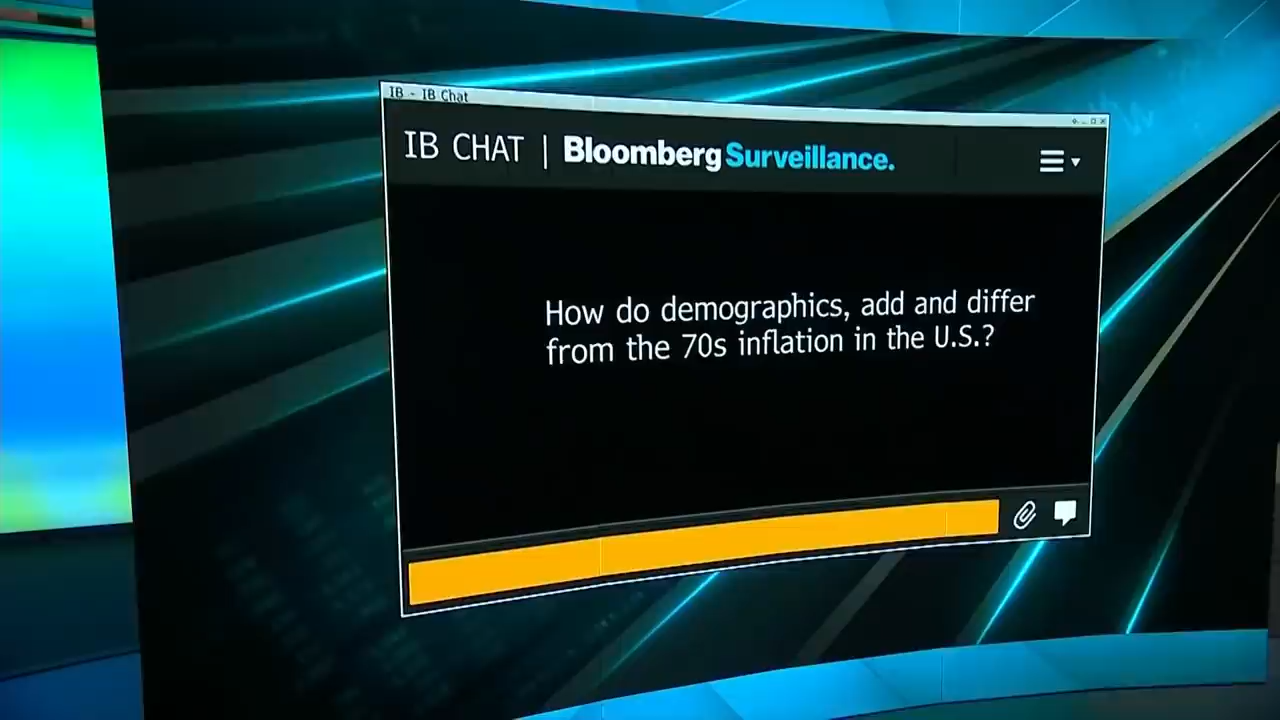 IB - IB Chat
IB CHAT | Bloomberg Surveillance.
How do demographics, add and differ
from the 70s inflation in the U.S.?